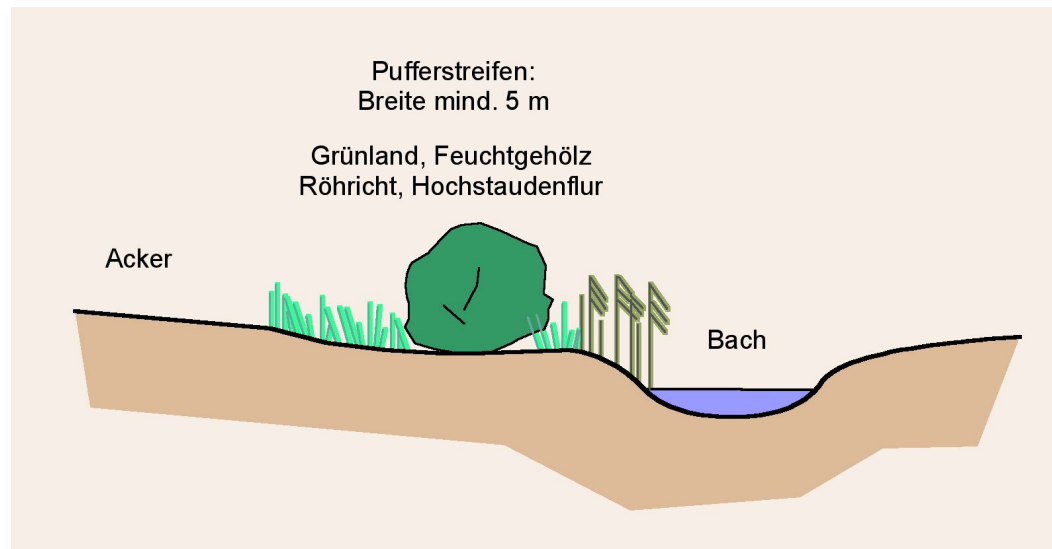 Pufferstreifen:
Breite mind. 5 m
Grünland, Feuchtgehölz
Röhricht, Hochstaudenflur
Acker
Bach